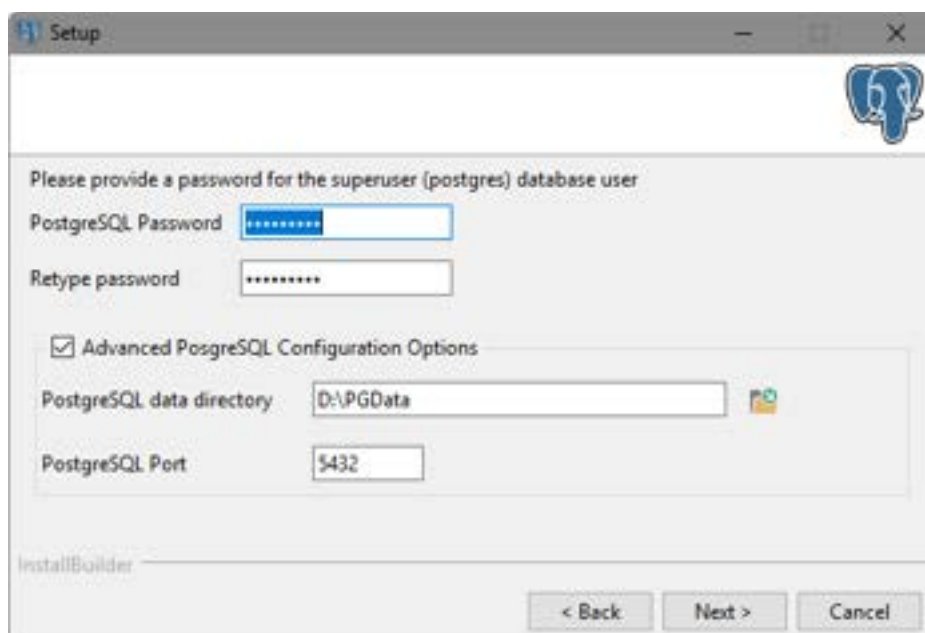 Setup
Please provide a password for the superuser (postgres) database user
PostgreSQL Password •••••••••
Retype password •••••••••
Advanced PosgreSQL Configuration Options
PostgreSQL data directory D:\PGData
PostgreSQL Port 5432
InstallBuilder
< Back Next > Cancel